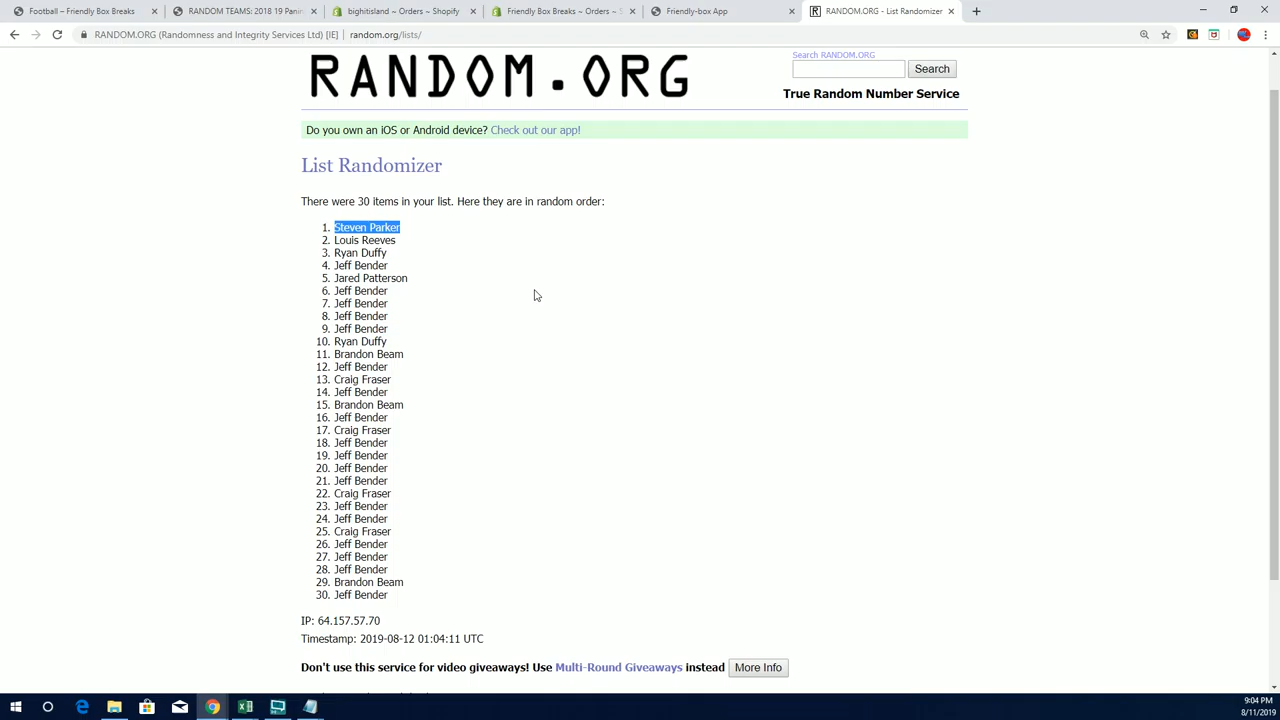 Football – Friendly Box Breaks
RANDOM TEAMS: 2018 19 Panin
bighitisland ~ Orders ~ Shopify
Friendly Box Breaks ~ Orders ~ S
Friendly-box App
RANDOM.ORG - List Randomizer
RANDOM.ORG (Randomness and Integrity Services Ltd) [IE] | random.org/lists/
RANDOM.ORG
Search RANDOM.ORG
Search
True Random Number Service
Do you own an iOS or Android device? Check out our app!
List Randomizer
There were 30 items in your list. Here they are in random order:
1. Steven Parker
2. Louis Reeves
3. Ryan Duffy
4. Jeff Bender
5. Jared Patterson
6. Jeff Bender
7. Jeff Bender
8. Jeff Bender
9. Jeff Bender
10. Ryan Duffy
11. Brandon Beam
12. Jeff Bender
13. Craig Fraser
14. Jeff Bender
15. Brandon Beam
16. Jeff Bender
17. Craig Fraser
18. Jeff Bender
19. Jeff Bender
20. Jeff Bender
21. Jeff Bender
22. Craig Fraser
23. Jeff Bender
24. Jeff Bender
25. Craig Fraser
26. Jeff Bender
27. Jeff Bender
28. Jeff Bender
29. Brandon Beam
30. Jeff Bender
IP: 64.157.57.70
Timestamp: 2019-08-12 01:04:11 UTC
Don't use this service for video giveaways! Use Multi-Round Giveaways instead
More Info
9:04 PM
8/11/2019